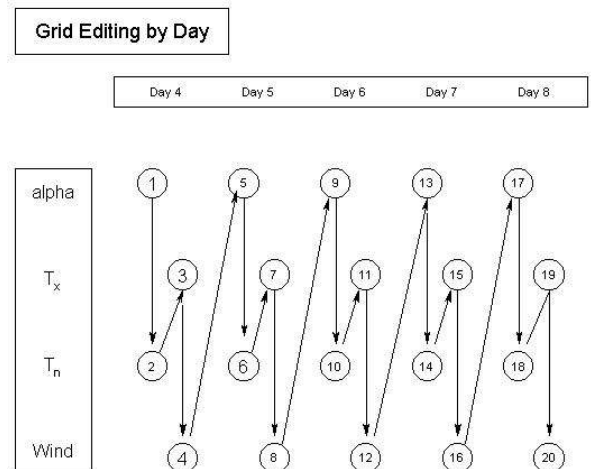 Grid Editing by Day
Day 4 Day 5 Day 6 Day 7 Day 8
alpha 1 5 9 13 17
Tx 3 7 11 15 19
Tn 2 6 10 14 18
Wind 4 8 12 16 20